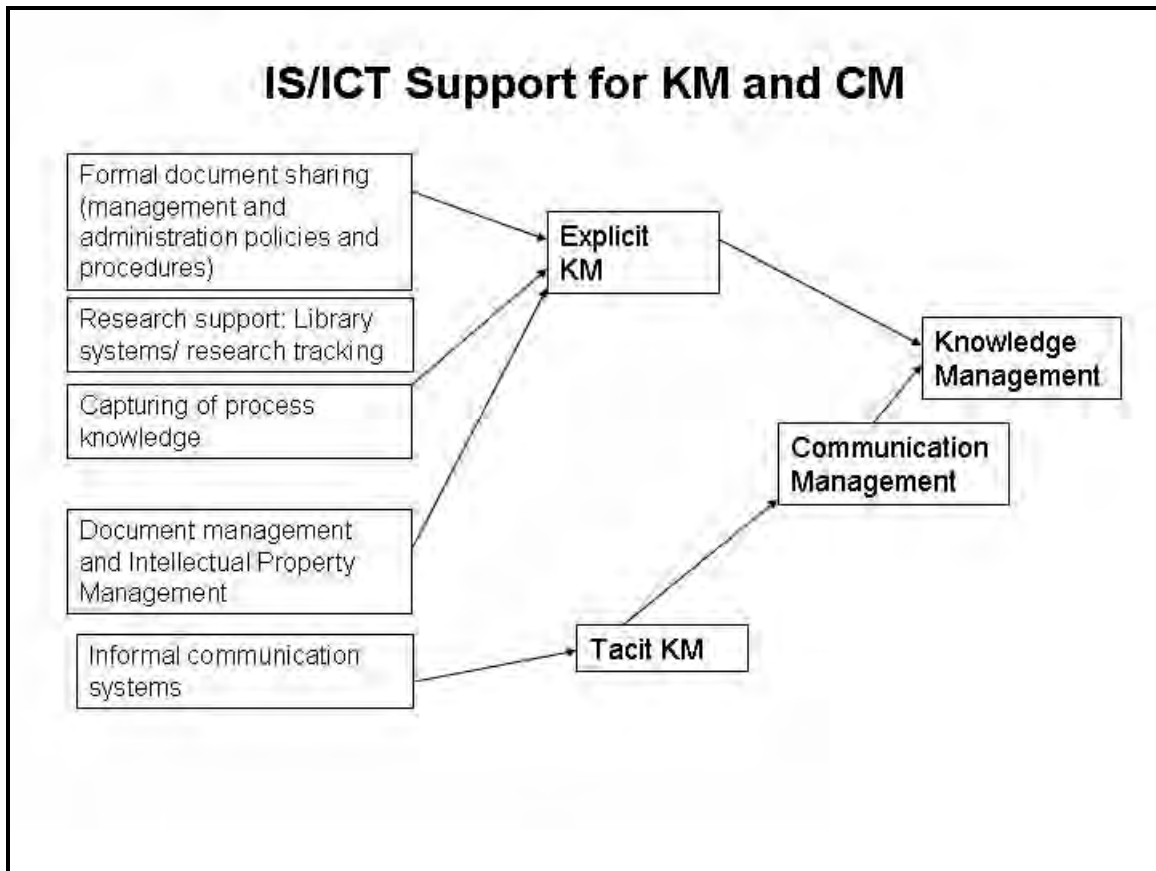 IS/ICT Support for KM and CM
Formal document sharing
(management and
administration policies and
procedures)
Research support: Library
systems/ research tracking
Capturing of process
knowledge
Document management
and Intellectual Property
Management
Informal communication
systems
Explicit
KM
Tacit KM
Communication
Management
Knowledge
Management